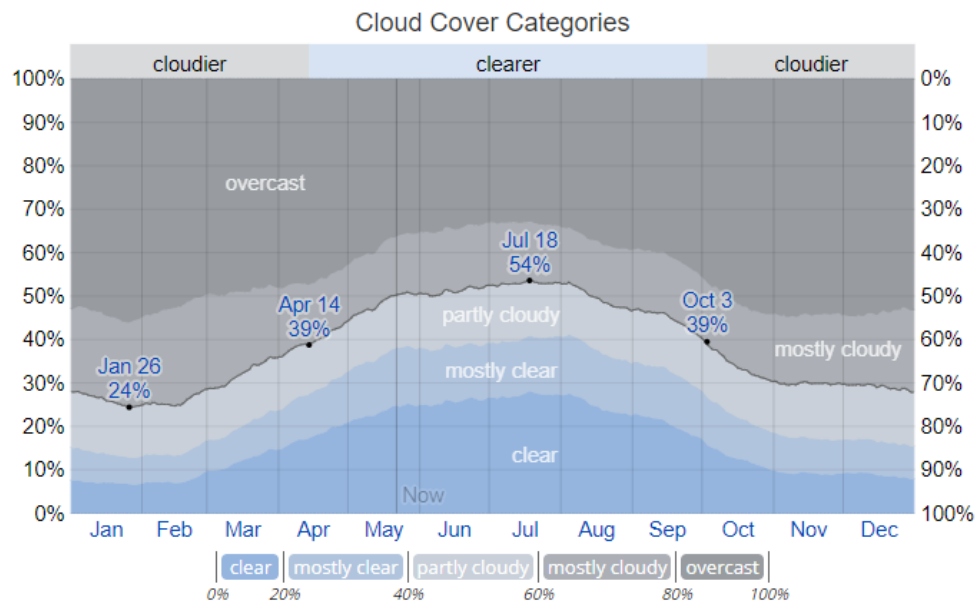 Cloud Cover Categories
cloudier clearer cloudier
100% 0%
90% 10%
80% 20%
overcast
70% 30%
Jul 18
60% 40%
54%
50% 50%
Apr 14 Oct 3
39% partly cloudy 39%
40% 60%
Jan 26 mostly clear mostly cloudy
24%
30% 70%
20% 80%
clear
10% 90%
Now
0% 100%
Jan Feb Mar Apr May Jun Jul Aug Sep Oct Nov Dec
clear mostly clear partly cloudy mostly cloudy overcast
0% 20% 40% 60% 80% 100%